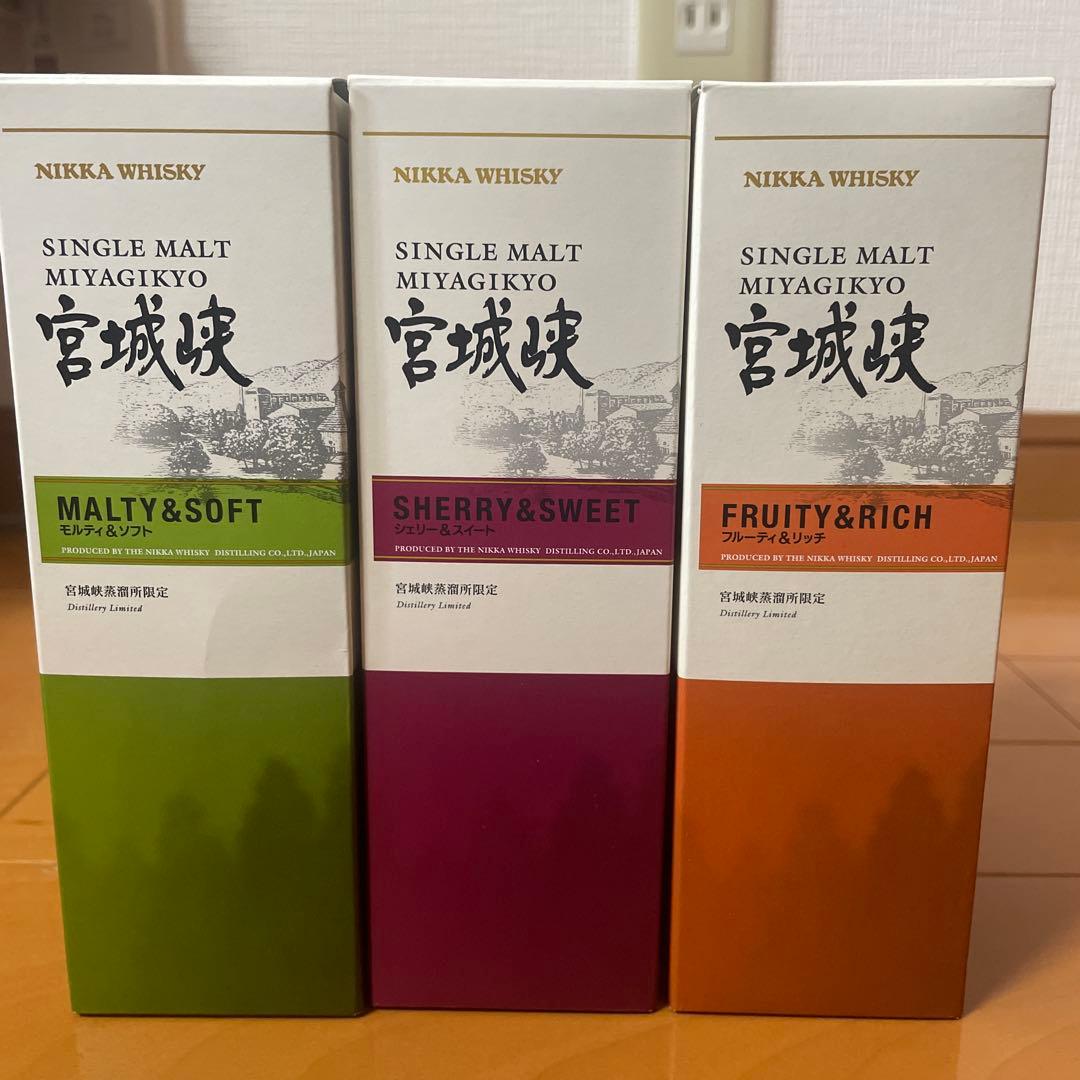 NIKKA WHISKY
SINGLE MALT
MIYAGIKYO
宮城峡
MALTY&SOFT
モルティ&ソフト
PRODUCED BY THE NIKKA WHISKY DISTILLING CO.,LTD.,JAPAN
宮城峡蒸溜所限定
Distillery Limited
NIKKA WHISKY
SINGLE MALT
MIYAGIKYO
宮城峡
SHERRY&SWEET
シェリー&スイート
PRODUCED BY THE NIKKA WHISKY DISTILLING CO.,LTD.,JAPAN
宮城峡蒸溜所限定
Distillery Limited
NIKKA WHISKY
SINGLE MALT
MIYAGIKYO
宮城峡
FRUITY&RICH
フルーティ&リッチ
PRODUCED BY THE NIKKA WHISKY DISTILLING CO.,LTD.,JAPAN
宮城峡蒸溜所限定
Distillery Limited